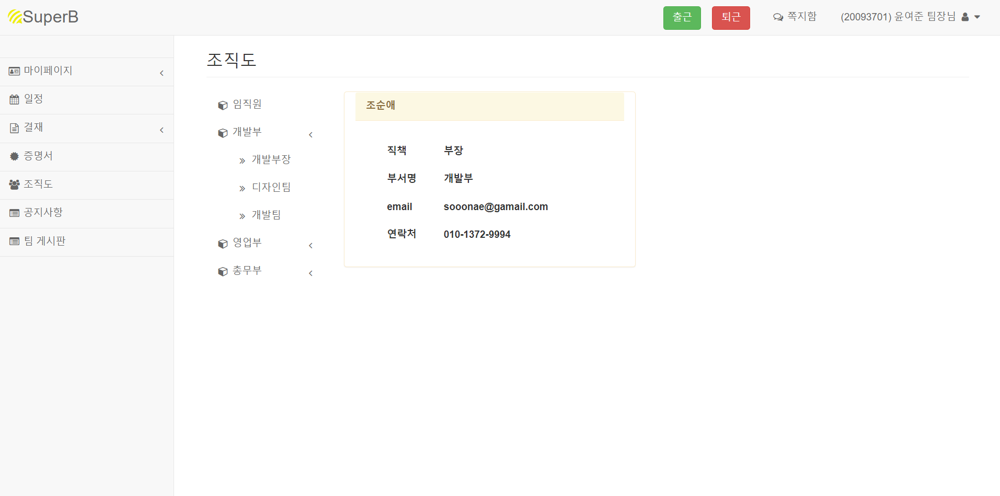 SuperB
출근
퇴근
쪽지함
(20093701) 윤여준 팀장님
마이페이지
일정
결재
증명서
조직도
공지사항
팀 게시판
조직도
임직원
개발부
개발부장
디자인팀
개발팀
영업부
총무부
조순애
직책 부장
부서명 개발부
email sooonae@gamail.com
연락처 010-1372-9994